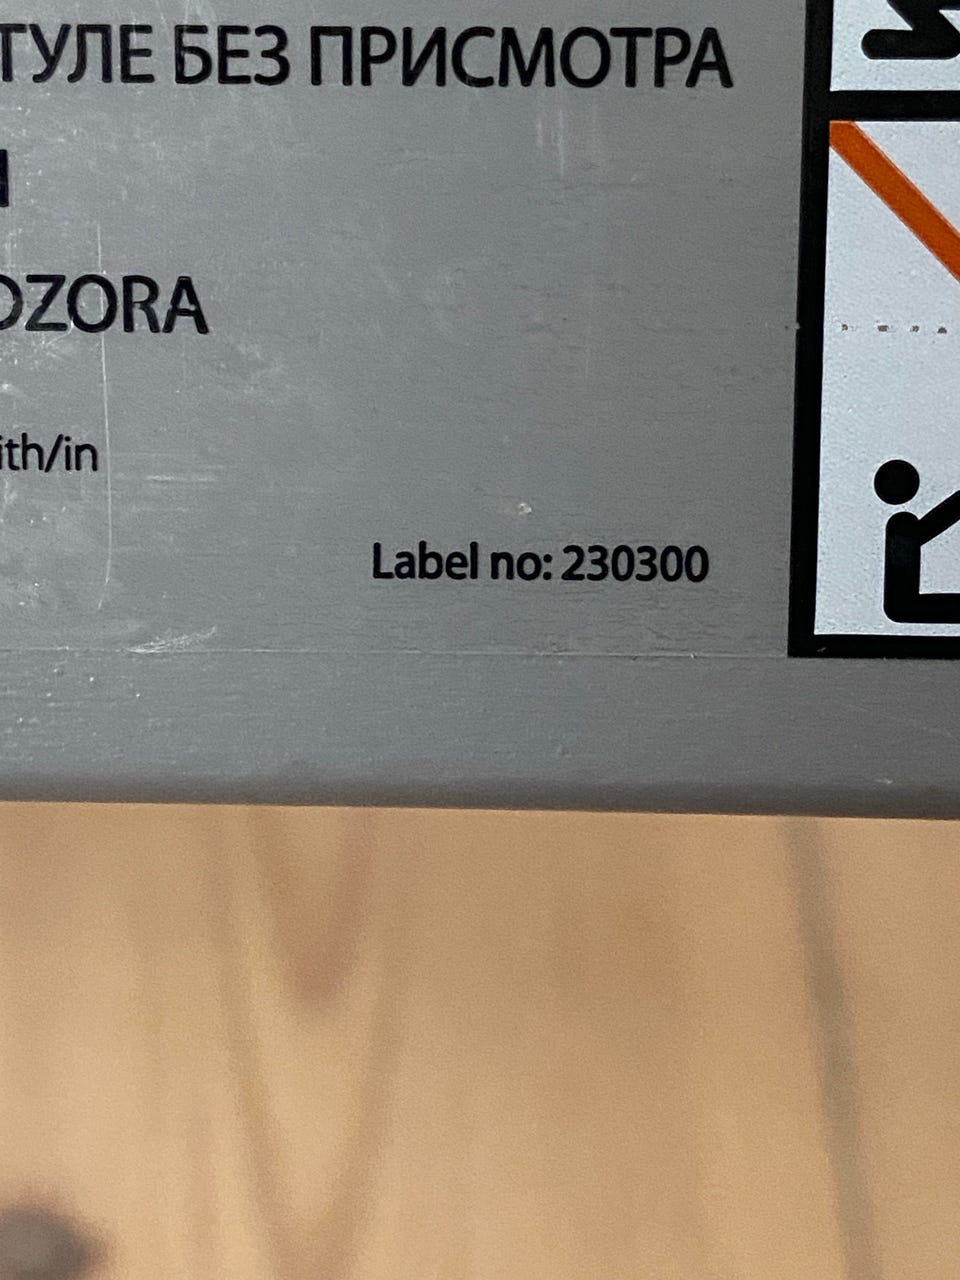 ТУЛЕ БЕЗ ПРИСМОТРА
OZORA
ith/in
Label no: 230300